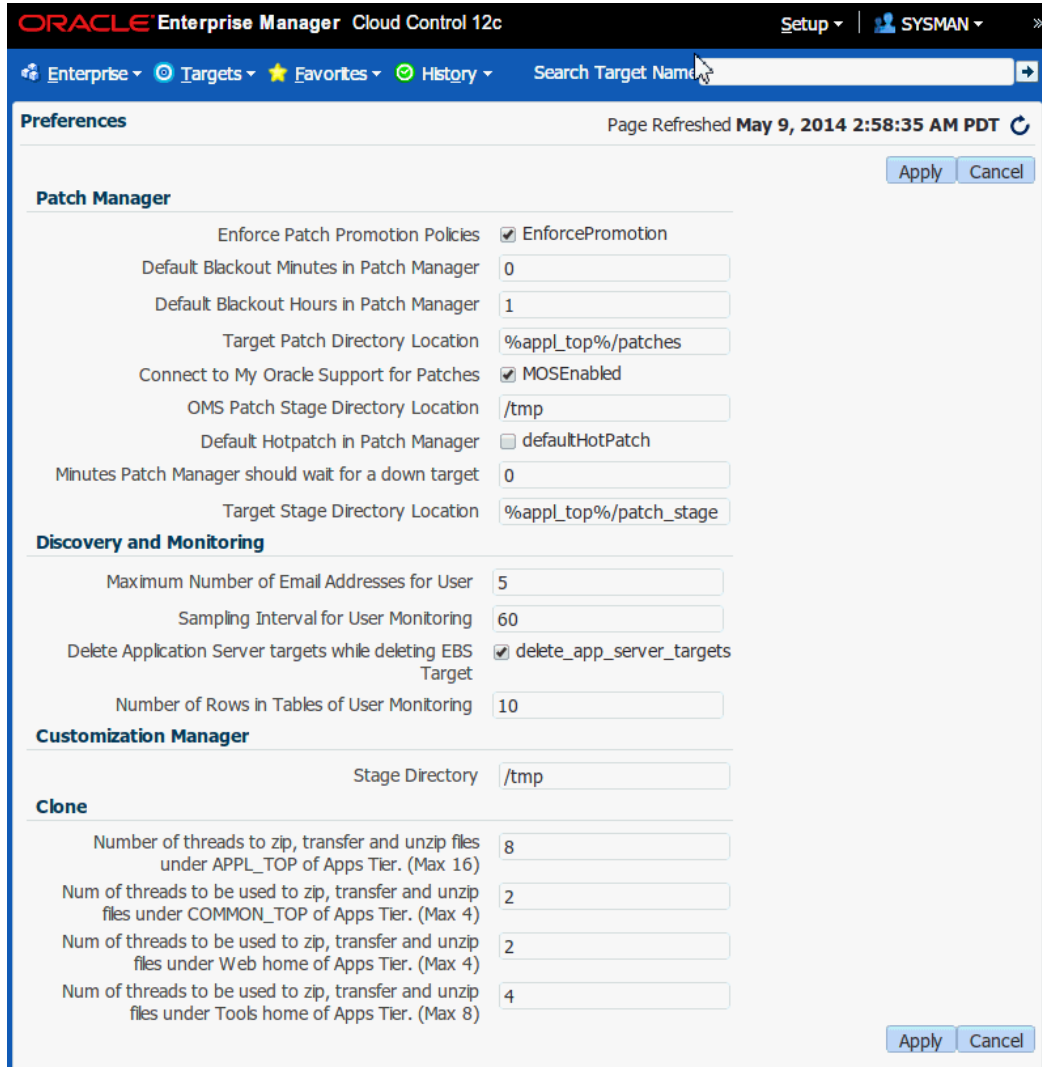 ORACLE Enterprise Manager Cloud Control 12c
Setup
SYSMAN
»
Enterprise
Targets
Favorites
History
Search Target Name
Preferences
Page Refreshed May 9, 2014 2:58:35 AM PDT
Apply
Cancel
Patch Manager
Enforce Patch Promotion Policies
EnforcePromotion
Default Blackout Minutes in Patch Manager
0
Default Blackout Hours in Patch Manager
1
Target Patch Directory Location
%appl_top%/patches
Connect to My Oracle Support for Patches
MOSEnabled
OMS Patch Stage Directory Location
/tmp
Default Hotpatch in Patch Manager
defaultHotPatch
Minutes Patch Manager should wait for a down target
0
Target Stage Directory Location
%appl_top%/patch_stage
Discovery and Monitoring
Maximum Number of Email Addresses for User
5
Sampling Interval for User Monitoring
60
Delete Application Server targets while deleting EBS
Target
delete_app_server_targets
Number of Rows in Tables of User Monitoring
10
Customization Manager
Stage Directory
/tmp
Clone
Number of threads to zip, transfer and unzip files
under APPL_TOP of Apps Tier. (Max 16)
8
Num of threads to be used to zip, transfer and unzip
files under COMMON_TOP of Apps Tier. (Max 4)
2
Num of threads to be used to zip, transfer and unzip
files under Web home of Apps Tier. (Max 4)
2
Num of threads to be used to zip, transfer and unzip
files under Tools home of Apps Tier. (Max 8)
4
Apply
Cancel